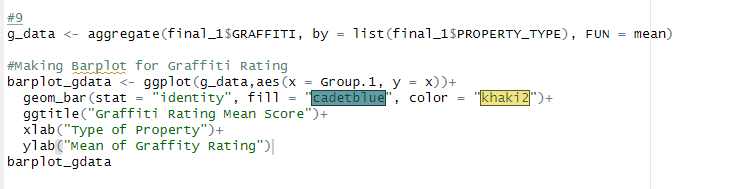 #9
g_data <- aggregate(final_1$GRAFFITI, by = list(final_1$PROPERTY_TYPE), FUN = mean)
#Making Barplot for Graffiti Rating
barplot_gdata <- ggplot(g_data,aes(x = Group.1, y = x))+
geom_bar(stat = "identity", fill = "cadetblue", color = "khaki2")+
ggtitle("Graffiti Rating Mean Score")+
xlab("Type of Property")+
ylab("Mean of Graffity Rating")
barplot_gdata